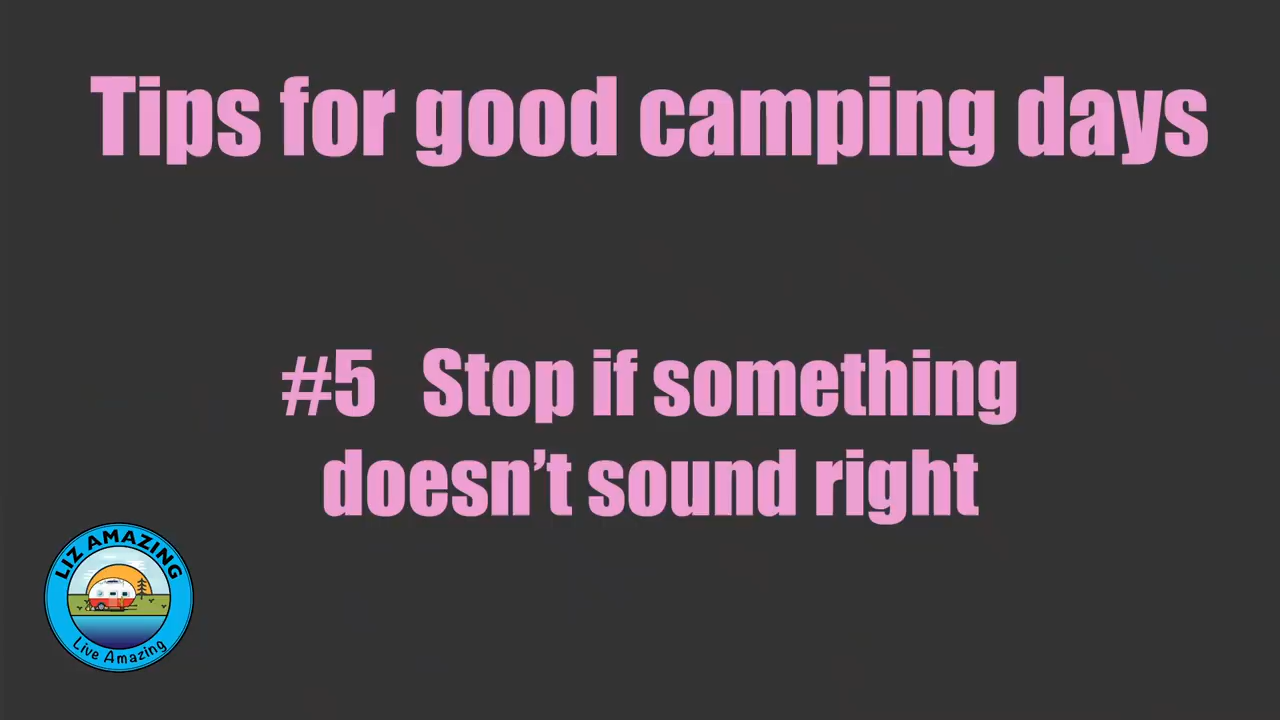 Tips for good camping days
#5 Stop if something
doesn’t sound right
LIZ AMAZING
Live Amazing